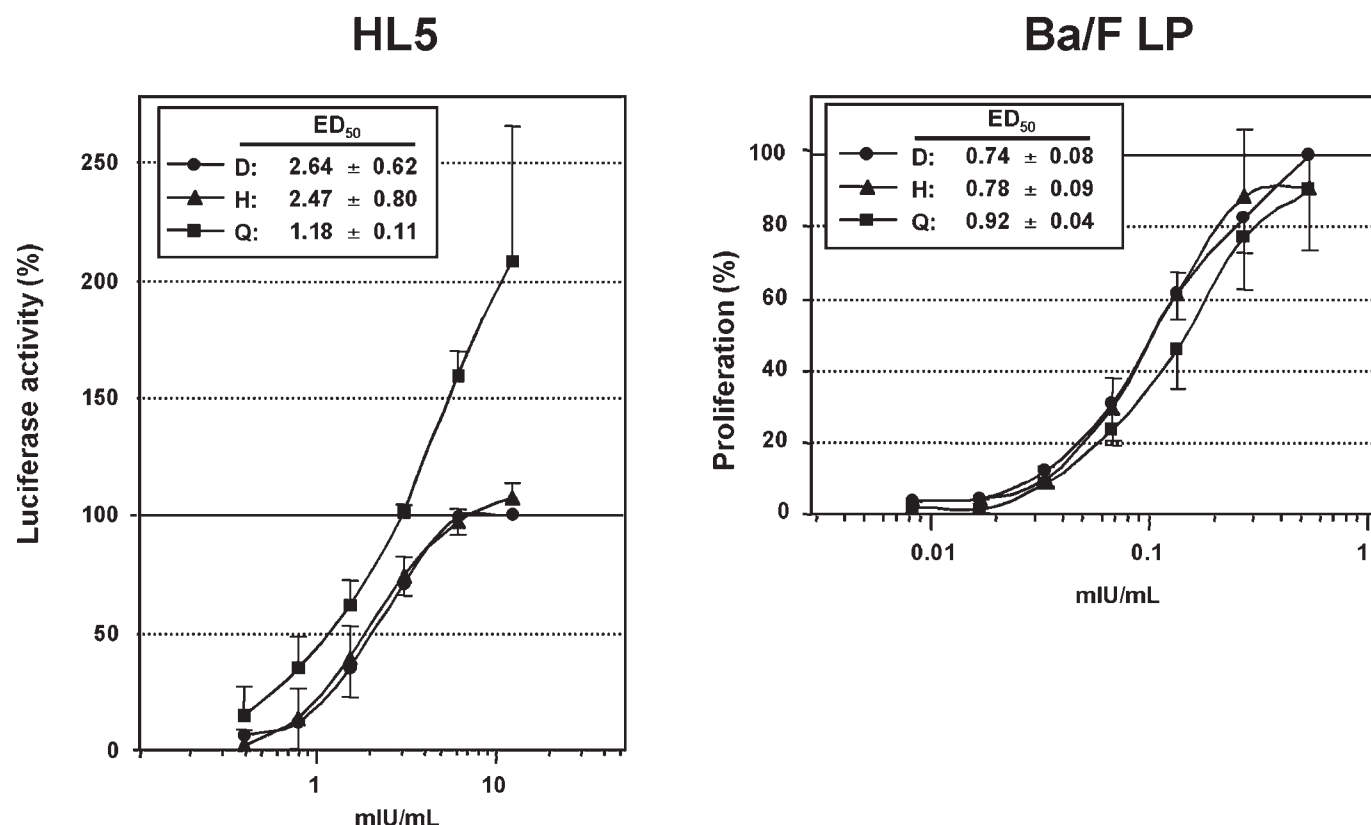 HL5
ED50
D: 2.64 ± 0.62
H: 2.47 ± 0.80
Q: 1.18 ± 0.11
Luciferase activity (%)
250
200
150
100
50
0
1 10
mIU/mL
Ba/F LP
ED50
D: 0.74 ± 0.08
H: 0.78 ± 0.09
Q: 0.92 ± 0.04
Proliferation (%)
100
80
60
40
20
0
0.01 0.1 1
mIU/mL